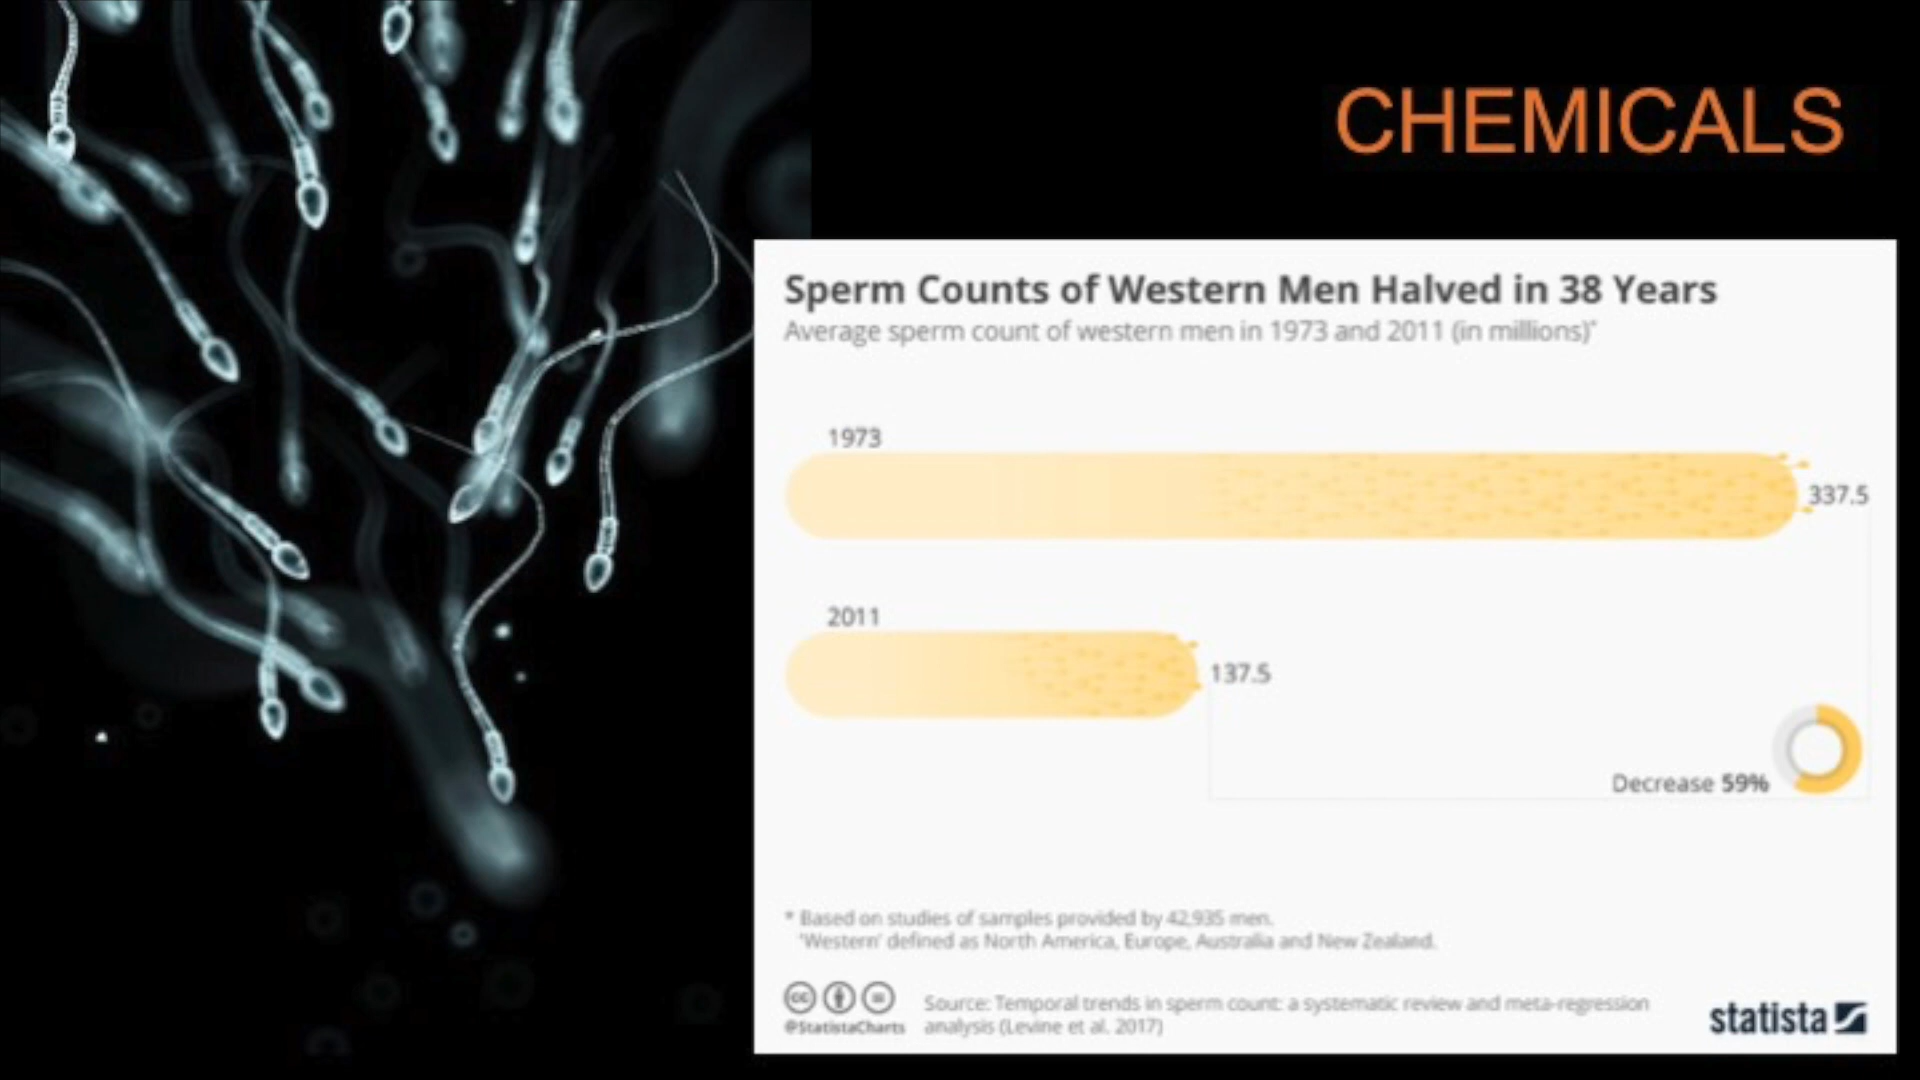 CHEMICALS
Sperm Counts of Western Men Halved in 38 Years
Average sperm count of western men in 1973 and 2011 (in millions)*
1973
337.5
2011
137.5
Decrease 59%
* Based on studies of samples provided by 42,935 men.
'Western' defined as North America, Europe, Australia and New Zealand.
cc
@StatistaCharts
Source: Temporal trends in sperm count: a systematic review and meta-regression
analysis (Levine et al. 2017)
statista